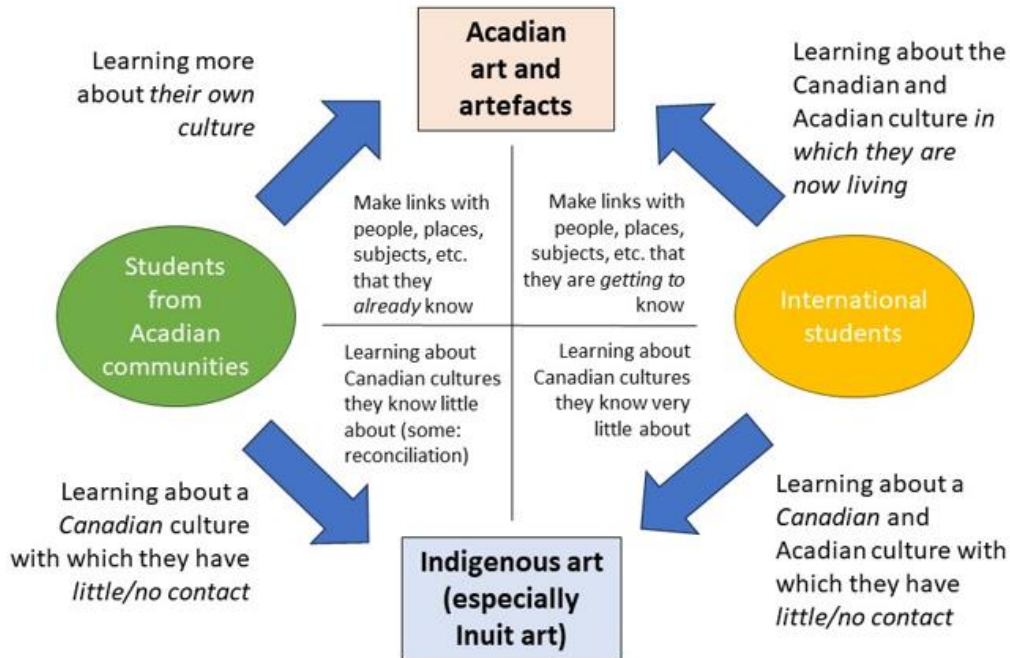 Acadian
art and
artefacts
Learning more
about their own
culture
Learning about the
Canadian and
Acadian culture in
which they are
now living
Make links with
people, places,
subjects, etc.
that they
already know
Make links with
people, places,
subjects, etc. that
they are getting to
know
Students
from
Acadian
communities
International
students
Learning about
Canadian cultures
they know little
about (some:
reconciliation)
Learning about
Canadian cultures
they know very
little about
Learning about a
Canadian culture
with which they have
little/no contact
Learning about a
Canadian and
Acadian culture with
which they have
little/no contact
Indigenous art
(especially
Inuit art)